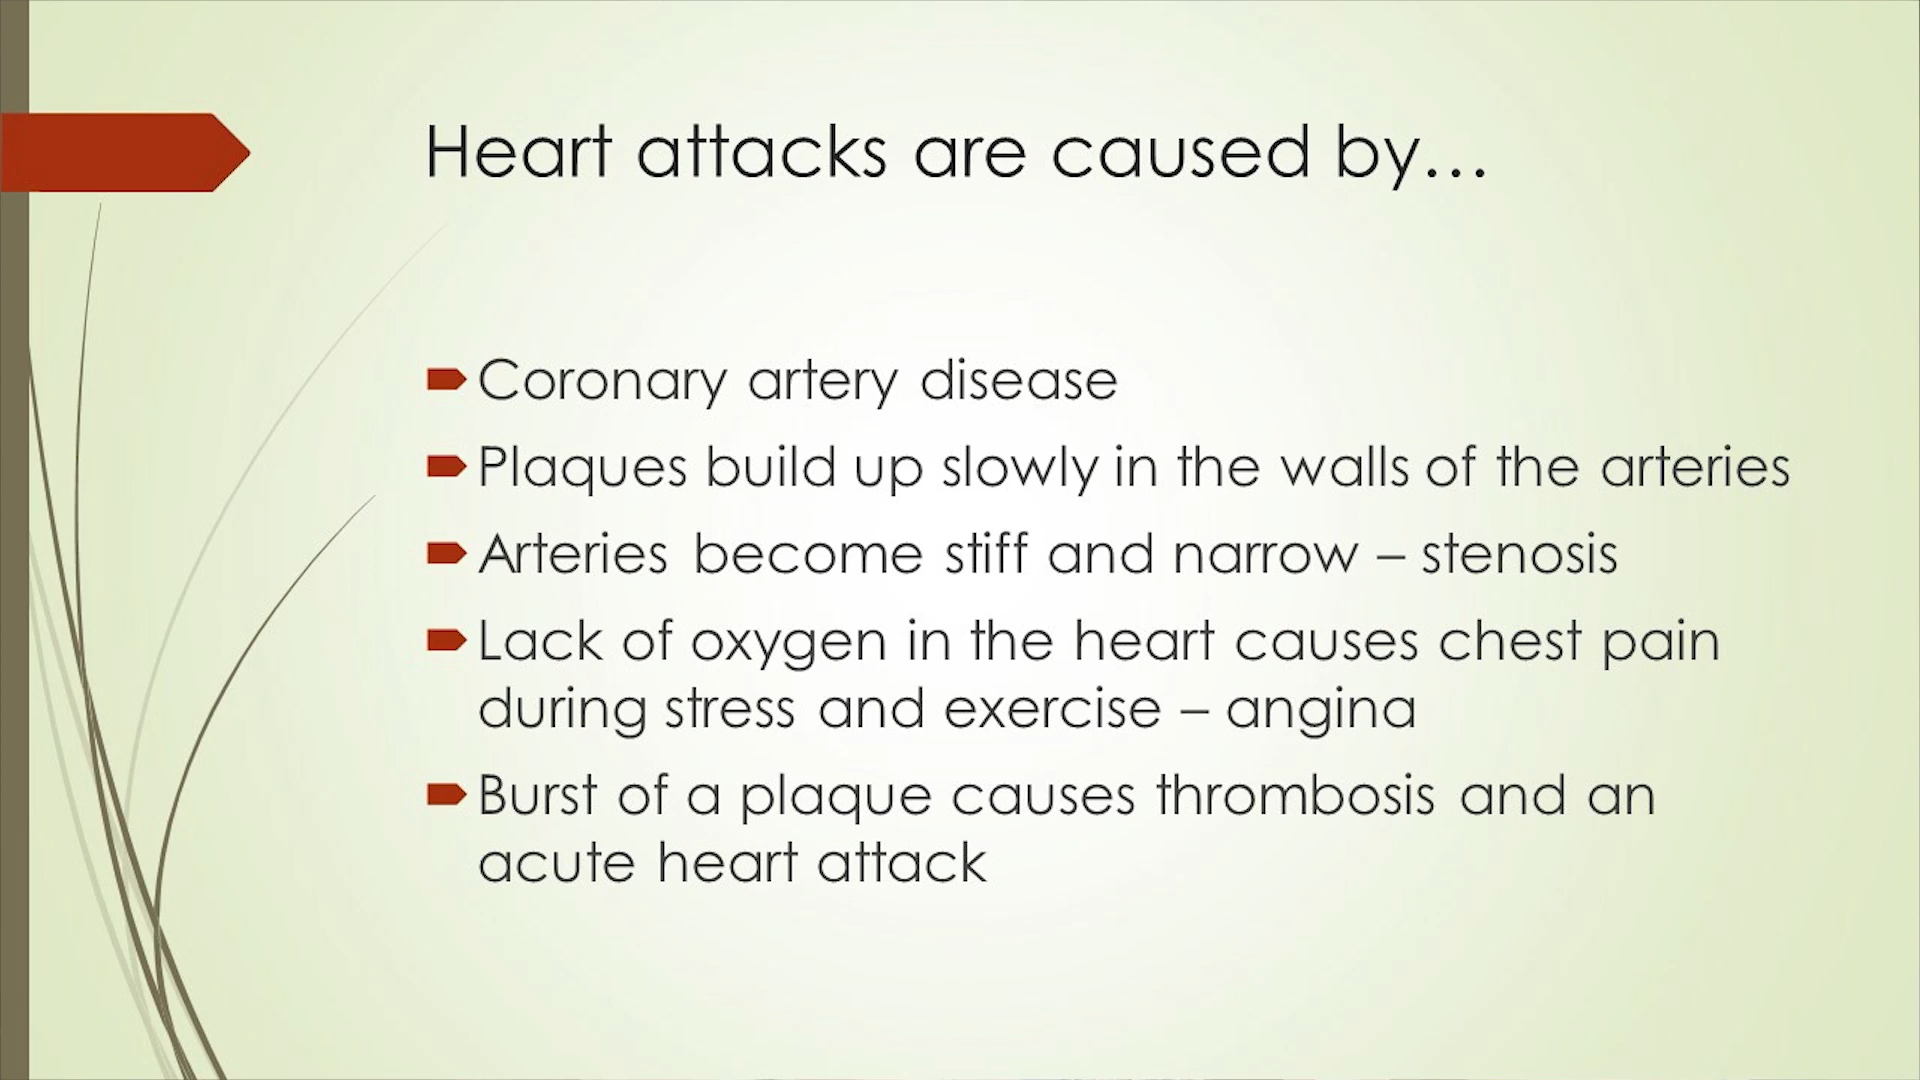 Heart attacks are caused by...
Coronary artery disease
Plaques build up slowly in the walls of the arteries
Arteries become stiff and narrow – stenosis
Lack of oxygen in the heart causes chest pain
during stress and exercise – angina
Burst of a plaque causes thrombosis and an
acute heart attack